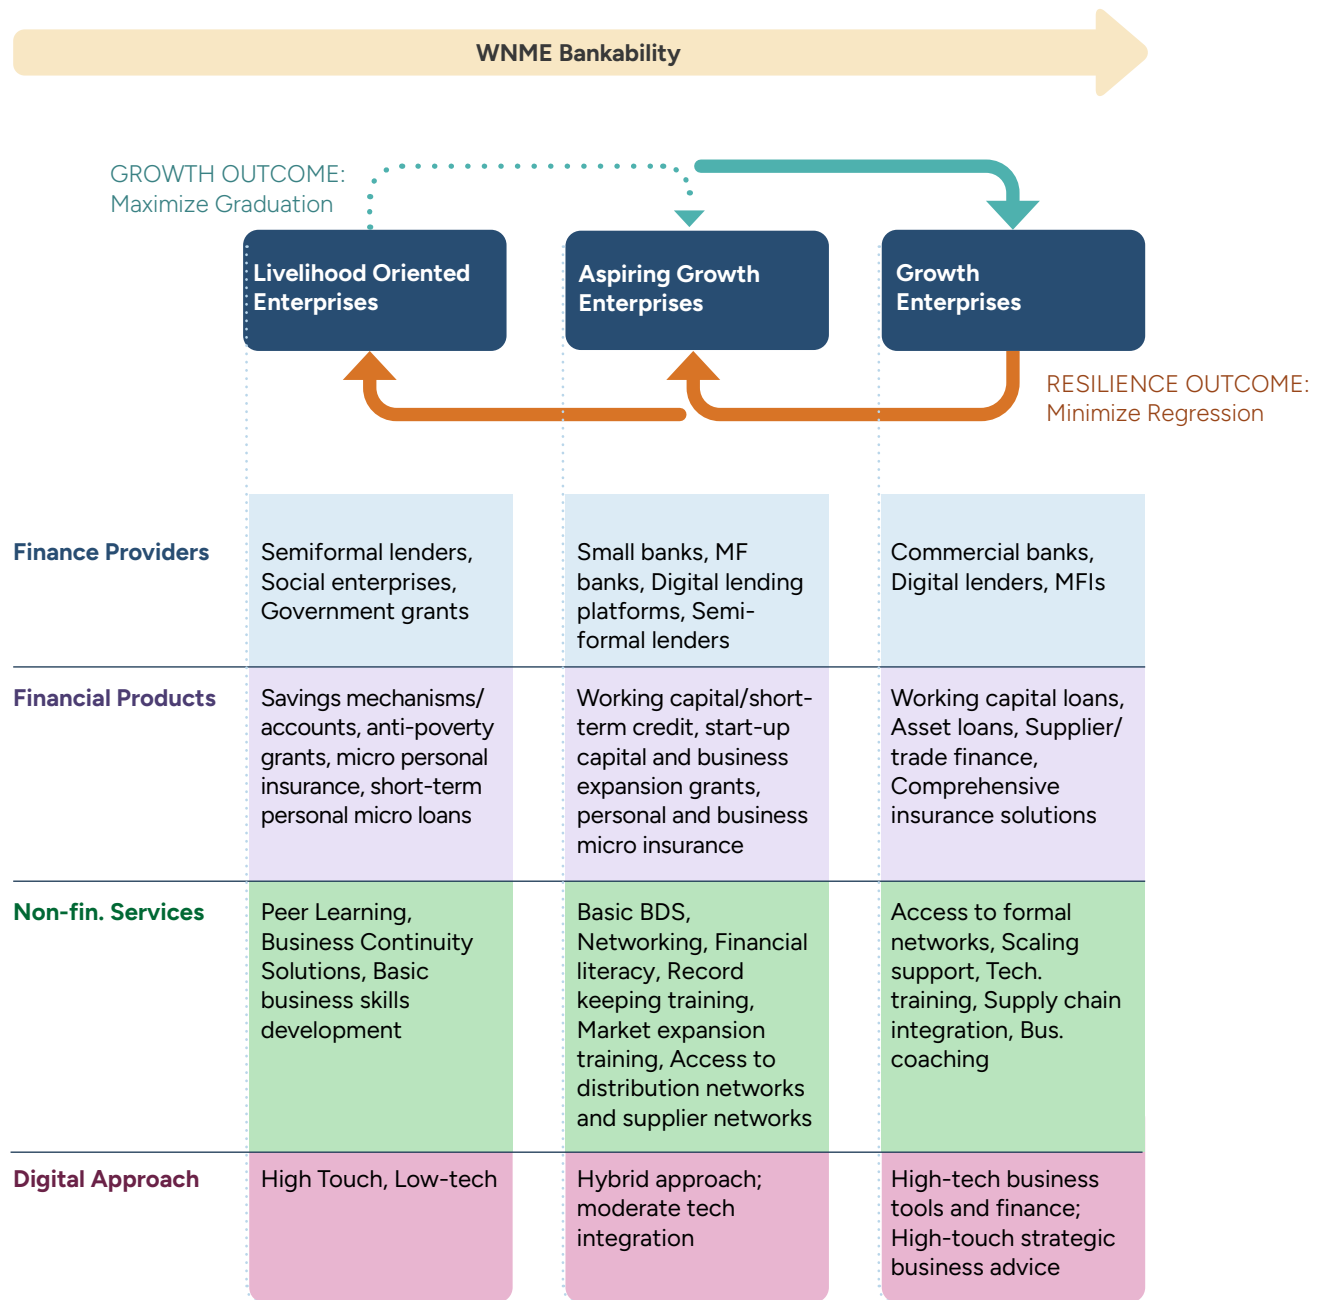 WNME Bankability
GROWTH OUTCOME:
Maximize Graduation
Livelihood Oriented
Enterprises
Aspiring Growth
Enterprises
Growth
Enterprises
RESILIENCE OUTCOME:
Minimize Regression
Finance Providers
Semiformal lenders,
Social enterprises,
Government grants
Small banks, MF
banks, Digital lending
platforms, Semi-
formal lenders
Commercial banks,
Digital lenders, MFIs
Financial Products
Savings mechanisms/
accounts, anti-poverty
grants, micro personal
insurance, short-term
personal micro loans
Working capital/short-
term credit, start-up
capital and business
expansion grants,
personal and business
micro insurance
Working capital loans,
Asset loans, Supplier/
trade finance,
Comprehensive
insurance solutions
Non-fin. Services
Peer Learning,
Business Continuity
Solutions, Basic
business skills
development
Basic BDS,
Networking, Financial
literacy, Record
keeping training,
Market expansion
training, Access to
distribution networks
and supplier networks
Access to formal
networks, Scaling
support, Tech.
training, Supply chain
integration, Bus.
coaching
Digital Approach
High Touch, Low-tech
Hybrid approach;
moderate tech
integration
High-tech business
tools and finance;
High-touch strategic
business advice